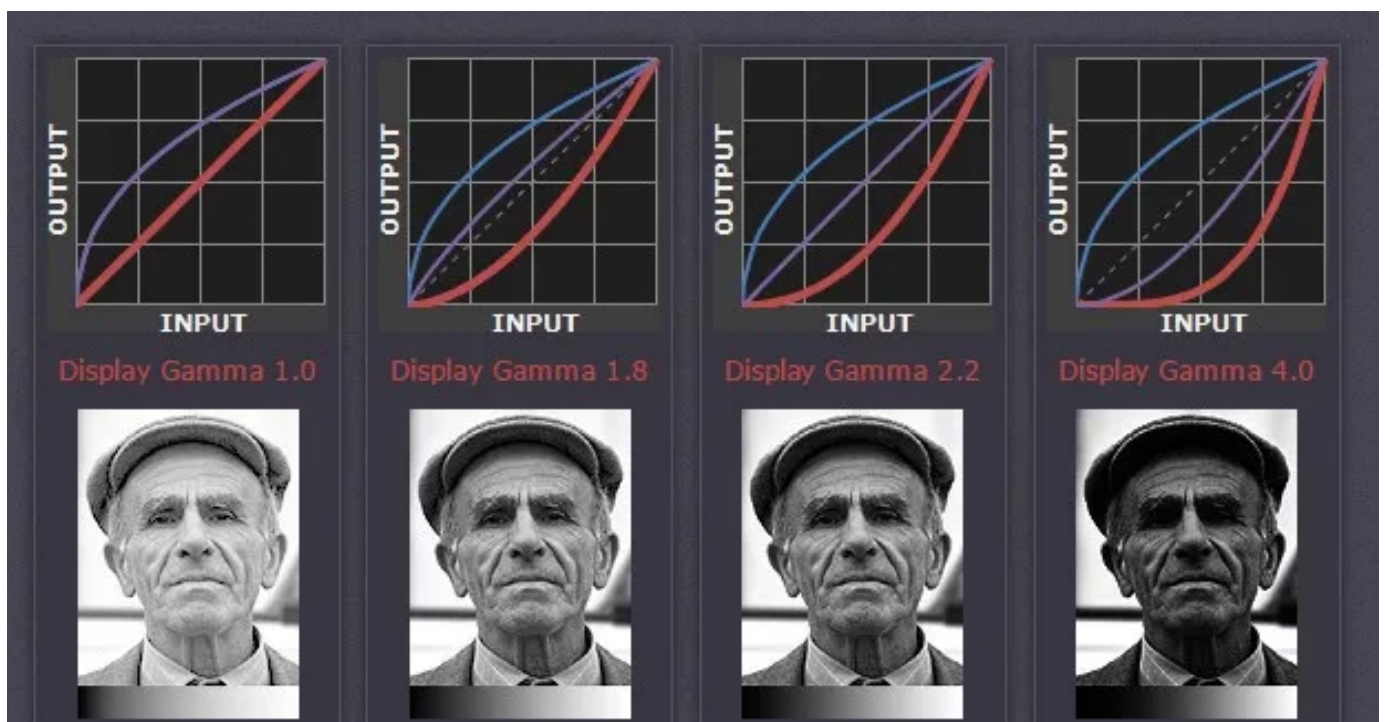 OUTPUT
INPUT
Display Gamma 1.0
OUTPUT
INPUT
Display Gamma 1.8
OUTPUT
INPUT
Display Gamma 2.2
OUTPUT
INPUT
Display Gamma 4.0